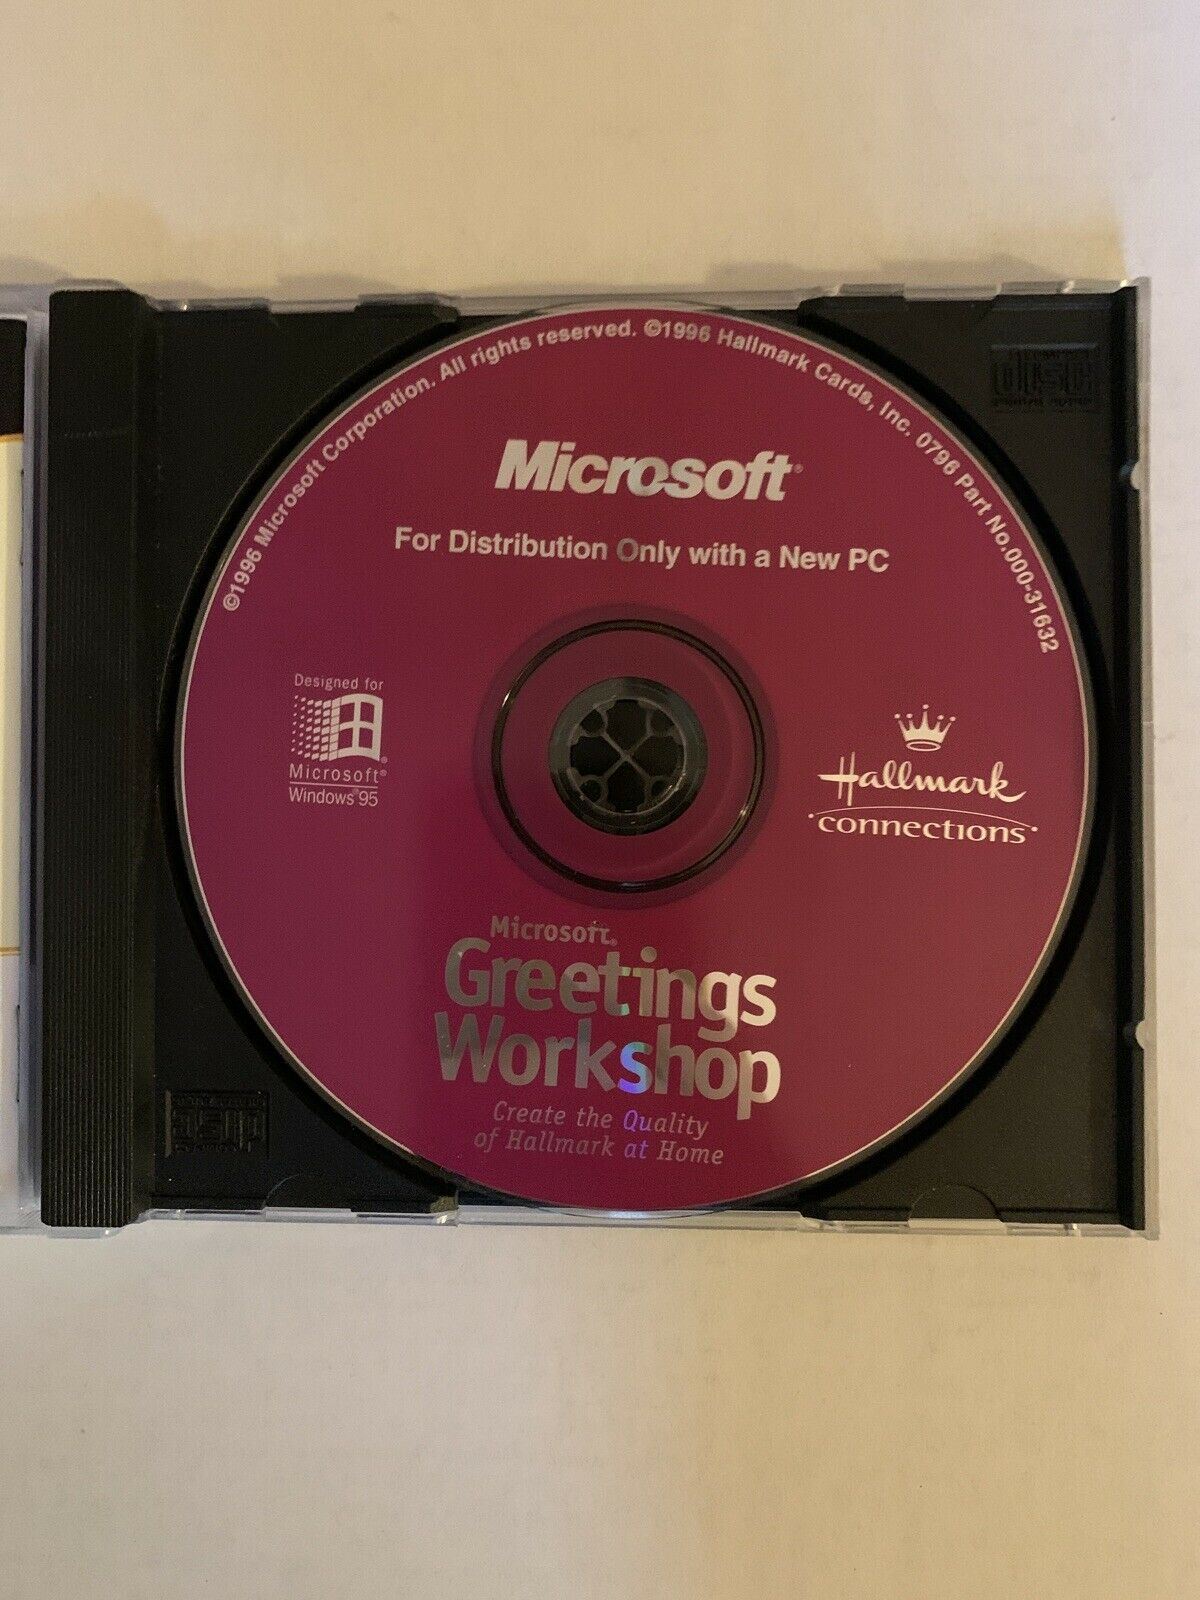 ©1996 Microsoft Corporation. All rights reserved. ©1996 Hallmark Cards, Inc. 0796 Part No.000-31632
Microsoft®
For Distribution Only with a New PC
Designed for
Microsoft®
Windows®95
Hallmark
connections
Microsoft®
Greetings
Workshop
Create the Quality
of Hallmark at Home
disc
disc